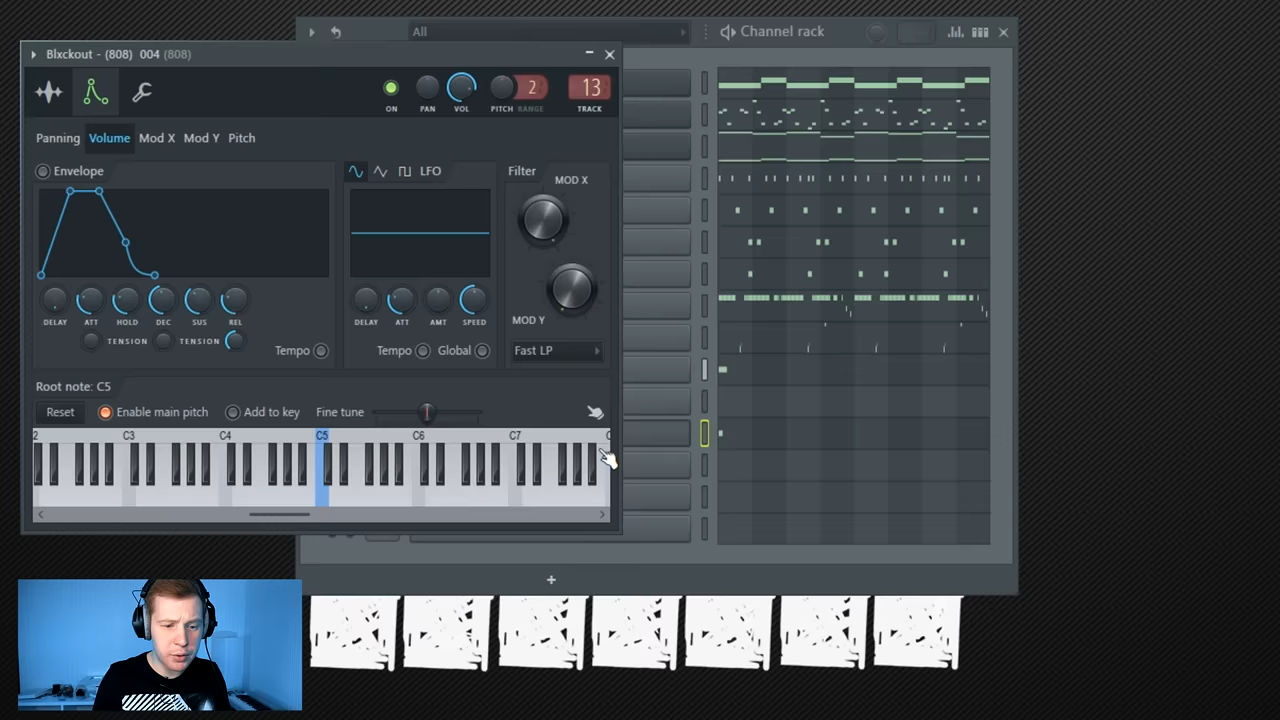 All
Channel rack
Blxckout - (808) 004 (808)
ON
PAN
VOL
PITCH
RANGE
2
13
TRACK
Panning
Volume
Mod X
Mod Y
Pitch
Envelope
LFO
Filter
MOD X
DELAY
ATT
HOLD
DEC
SUS
REL
DELAY
ATT
AMT
SPEED
MOD Y
TENSION
TENSION
Tempo
Tempo
Global
Fast LP
Root note: C5
Reset
Enable main pitch
Add to key
Fine tune
2
C3
C4
C5
C6
C7